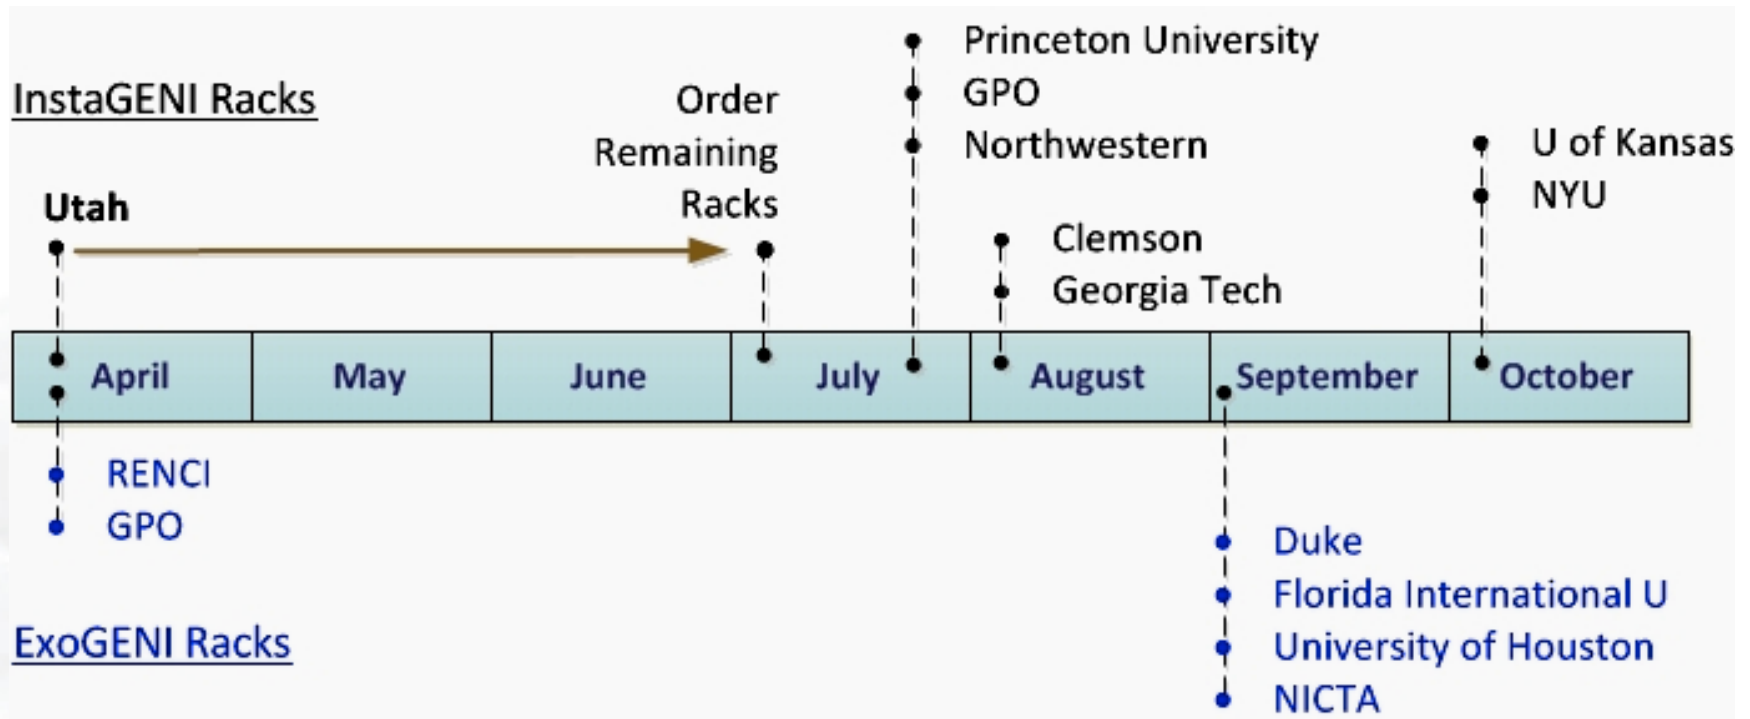 Princeton University
InstaGENI Racks
Order
GPO
Remaining
Northwestern
U of Kansas
Racks
NYU
Utah
Clemson
Georgia Tech
April
May
June
July
August
September
October
RENCI
GPO
Duke
Florida International U
ExoGENI Racks
University of Houston
NICTA